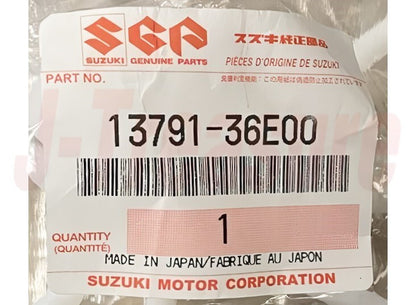 SGP スズキ純正部品
SUZUKI GENUINE PARTS PIÈCES D'ORIGINE DE SUZUKI
PART NO.
13791-36E00
QUANTITY
(QUANTITÉ) 1
MADE IN JAPAN/FABRIQUE AU JAPON
SUZUKI MOTOR CORPORATION